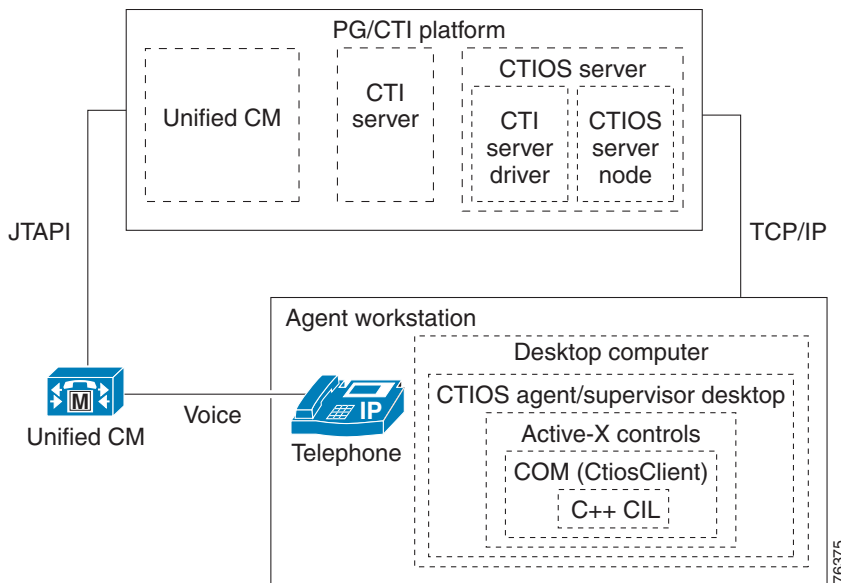 PG/CTI platform
Unified CM
CTI
server
CTIOS server
CTI
server
driver
CTIOS
server
node
JTAPI
TCP/IP
Agent workstation
Desktop computer
CTIOS agent/supervisor desktop
Active-X controls
COM (CtiosClient)
C++ CIL
M
IP
Voice
Unified CM
Telephone
76375